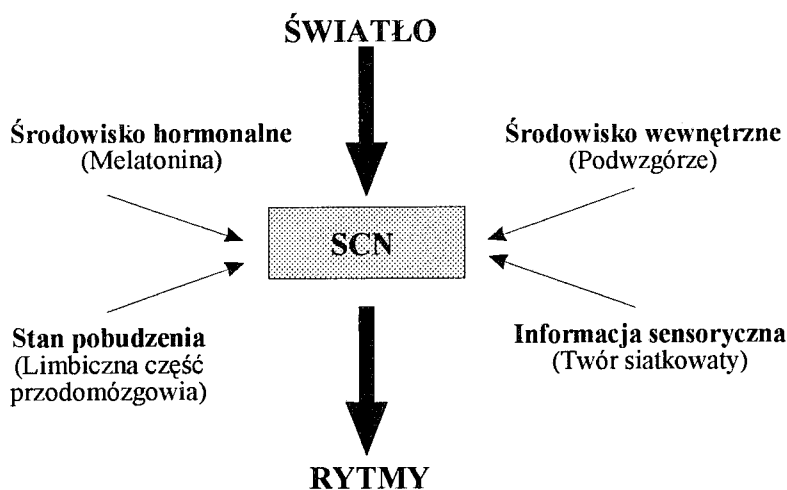 ŚWIATŁO
Środowisko hormonalne
(Melatonina)
Środowisko wewnętrzne
(Podwzgórze)
SCN
Stan pobudzenia
(Limbiczna część
przodomózgowia)
Informacja sensoryczna
(Twór siatkowaty)
RYTMY